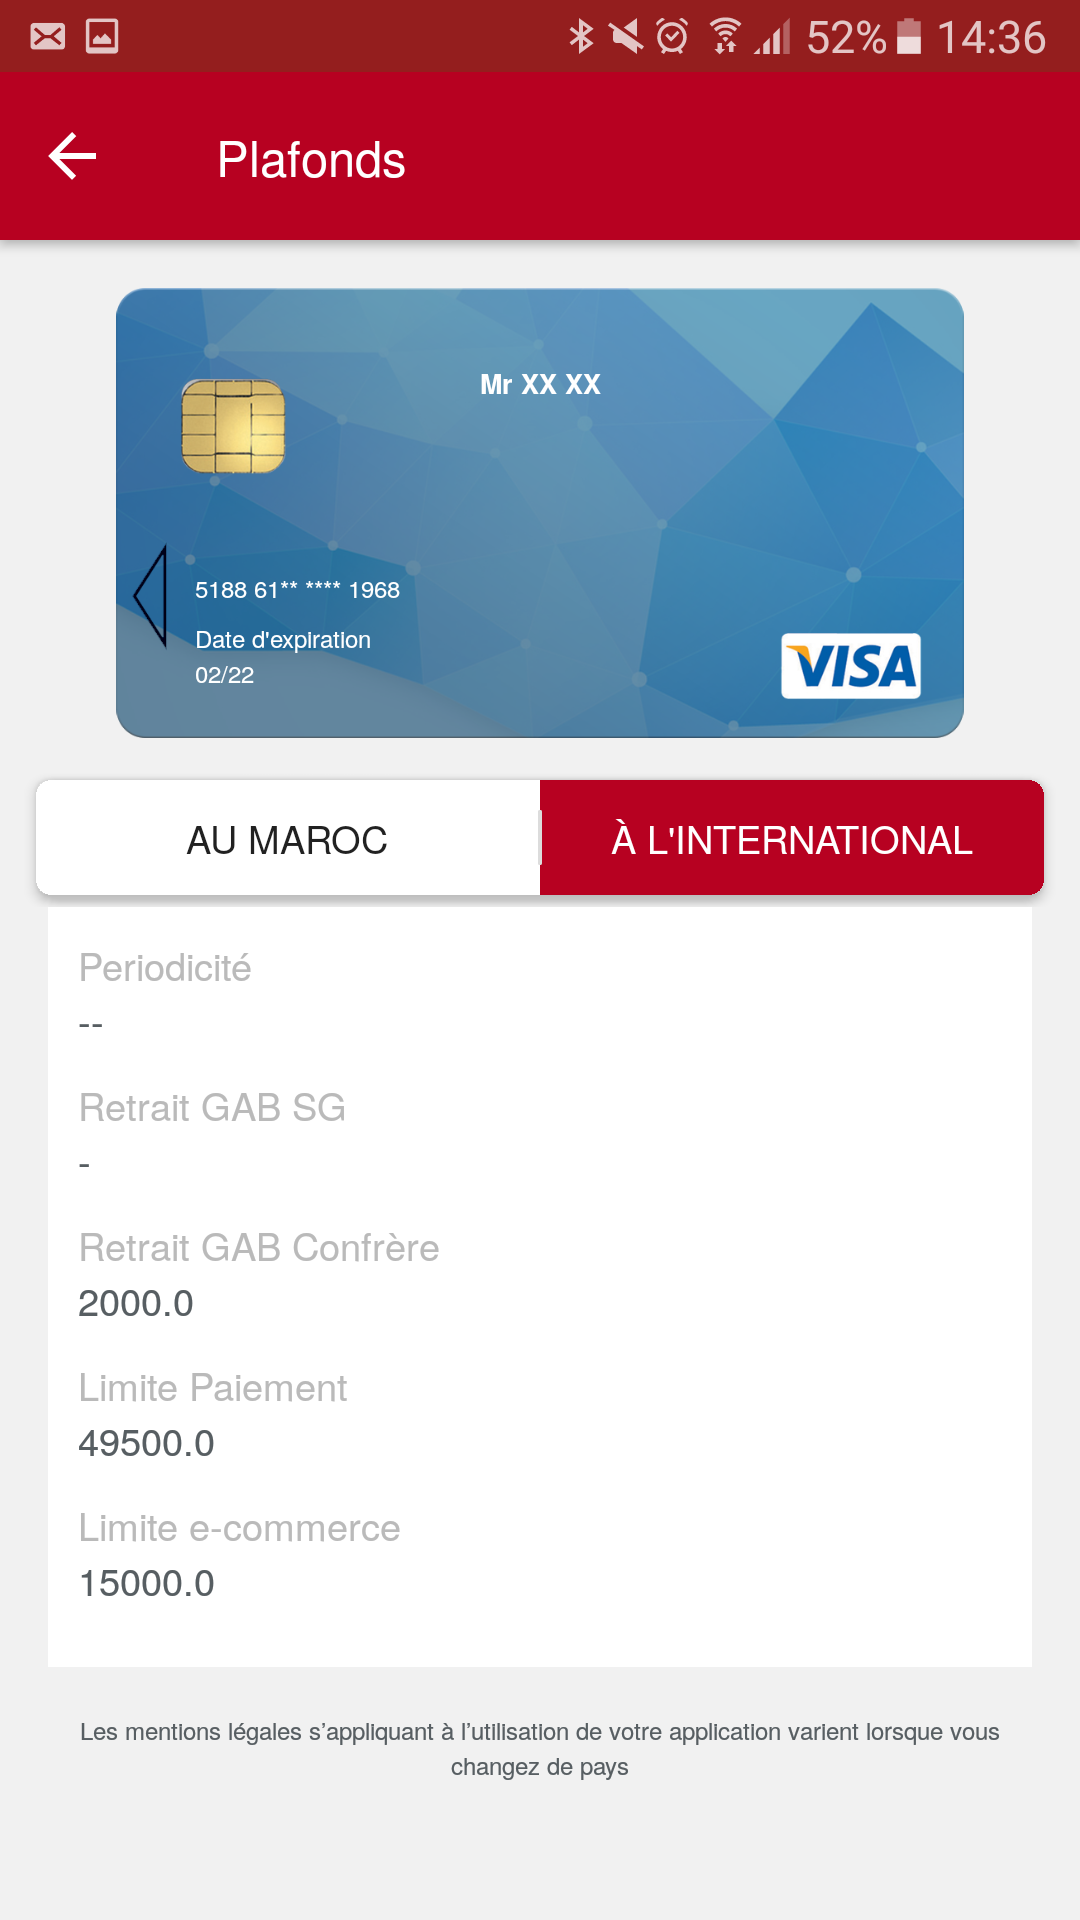 52% 14:36
Plafonds
Mr XX XX
5188 61** **** 1968
Date d'expiration
02/22
VISA
AU MAROC
À L'INTERNATIONAL
Periodicité
--
Retrait GAB SG
-
Retrait GAB Confrère
2000.0
Limite Paiement
49500.0
Limite e-commerce
15000.0
Les mentions légales s’appliquant à l’utilisation de votre application varient lorsque vous
changez de pays